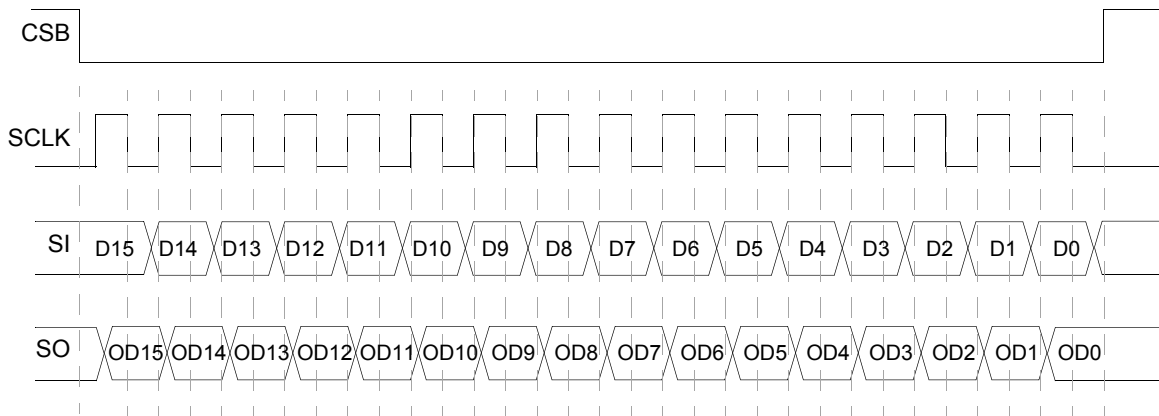 CSB
SCLK
SI D15 D14 D13 D12 D11 D10 D9 D8 D7 D6 D5 D4 D3 D2 D1 D0
SO OD15 OD14 OD13 OD12 OD11 OD10 OD9 OD8 OD7 OD6 OD5 OD4 OD3 OD2 OD1 OD0